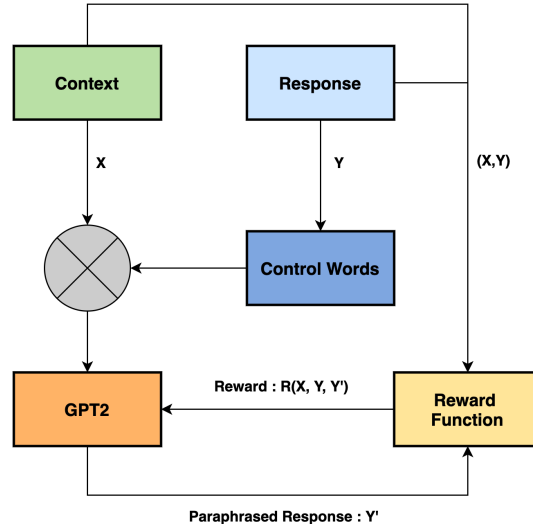 Context
Response
X
Y
(X,Y)
Control Words
Reward : R(X, Y, Y')
GPT2
Reward
Function
Paraphrased Response : Y'